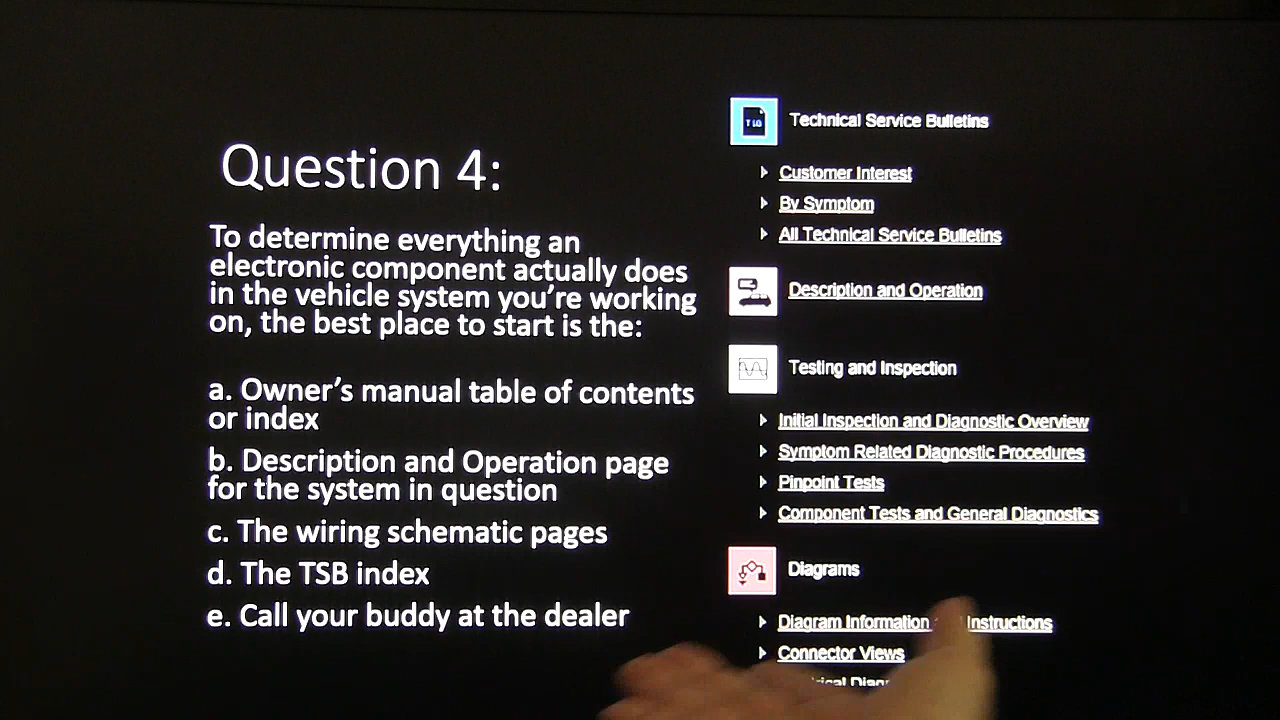 Question 4:
To determine everything an
electronic component actually does
in the vehicle system you're working
on, the best place to start is the:
a. Owner's manual table of contents
or index
b. Description and Operation page
for the system in question
c. The wiring schematic pages
d. The TSB index
e. Call your buddy at the dealer
TSB
Technical Service Bulletins
Customer Interest
By Symptom
All Technical Service Bulletins
Description and Operation
Testing and Inspection
Initial Inspection and Diagnostic Overview
Symptom Related Diagnostic Procedures
Pinpoint Tests
Component Tests and General Diagnostics
Diagrams
Diagram Information Instructions
Connector Views